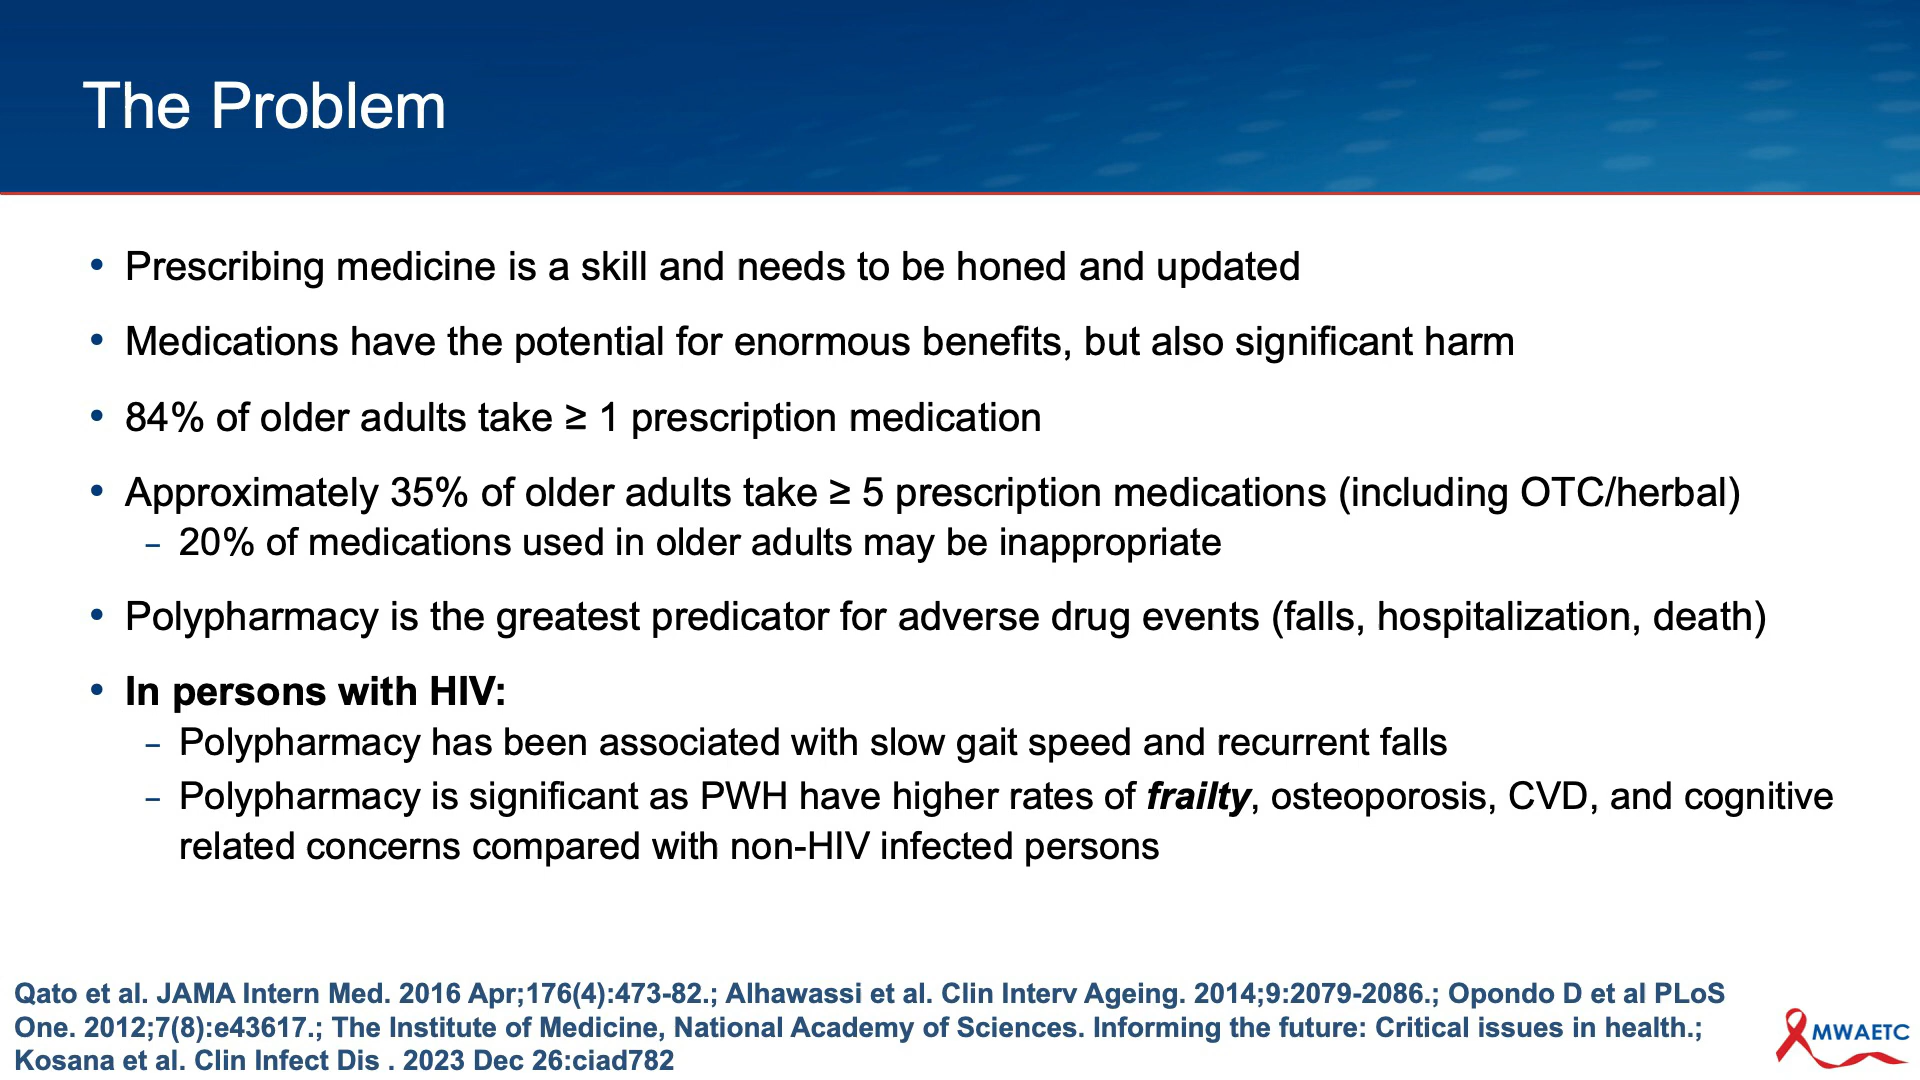 The Problem
• Prescribing medicine is a skill and needs to be honed and updated
• Medications have the potential for enormous benefits, but also significant harm
• 84% of older adults take ≥ 1 prescription medication
• Approximately 35% of older adults take ≥ 5 prescription medications (including OTC/herbal)
– 20% of medications used in older adults may be inappropriate
• Polypharmacy is the greatest predicator for adverse drug events (falls, hospitalization, death)
• In persons with HIV:
– Polypharmacy has been associated with slow gait speed and recurrent falls
– Polypharmacy is significant as PWH have higher rates of frailty, osteoporosis, CVD, and cognitive
related concerns compared with non-HIV infected persons
Qato et al. JAMA Intern Med. 2016 Apr;176(4):473-82.; Alhawassi et al. Clin Interv Ageing. 2014;9:2079-2086.; Opondo D et al PLoS
One. 2012;7(8):e43617.; The Institute of Medicine, National Academy of Sciences. Informing the future: Critical issues in health.;
Kosana et al. Clin Infect Dis . 2023 Dec 26:ciad782
MWAETC